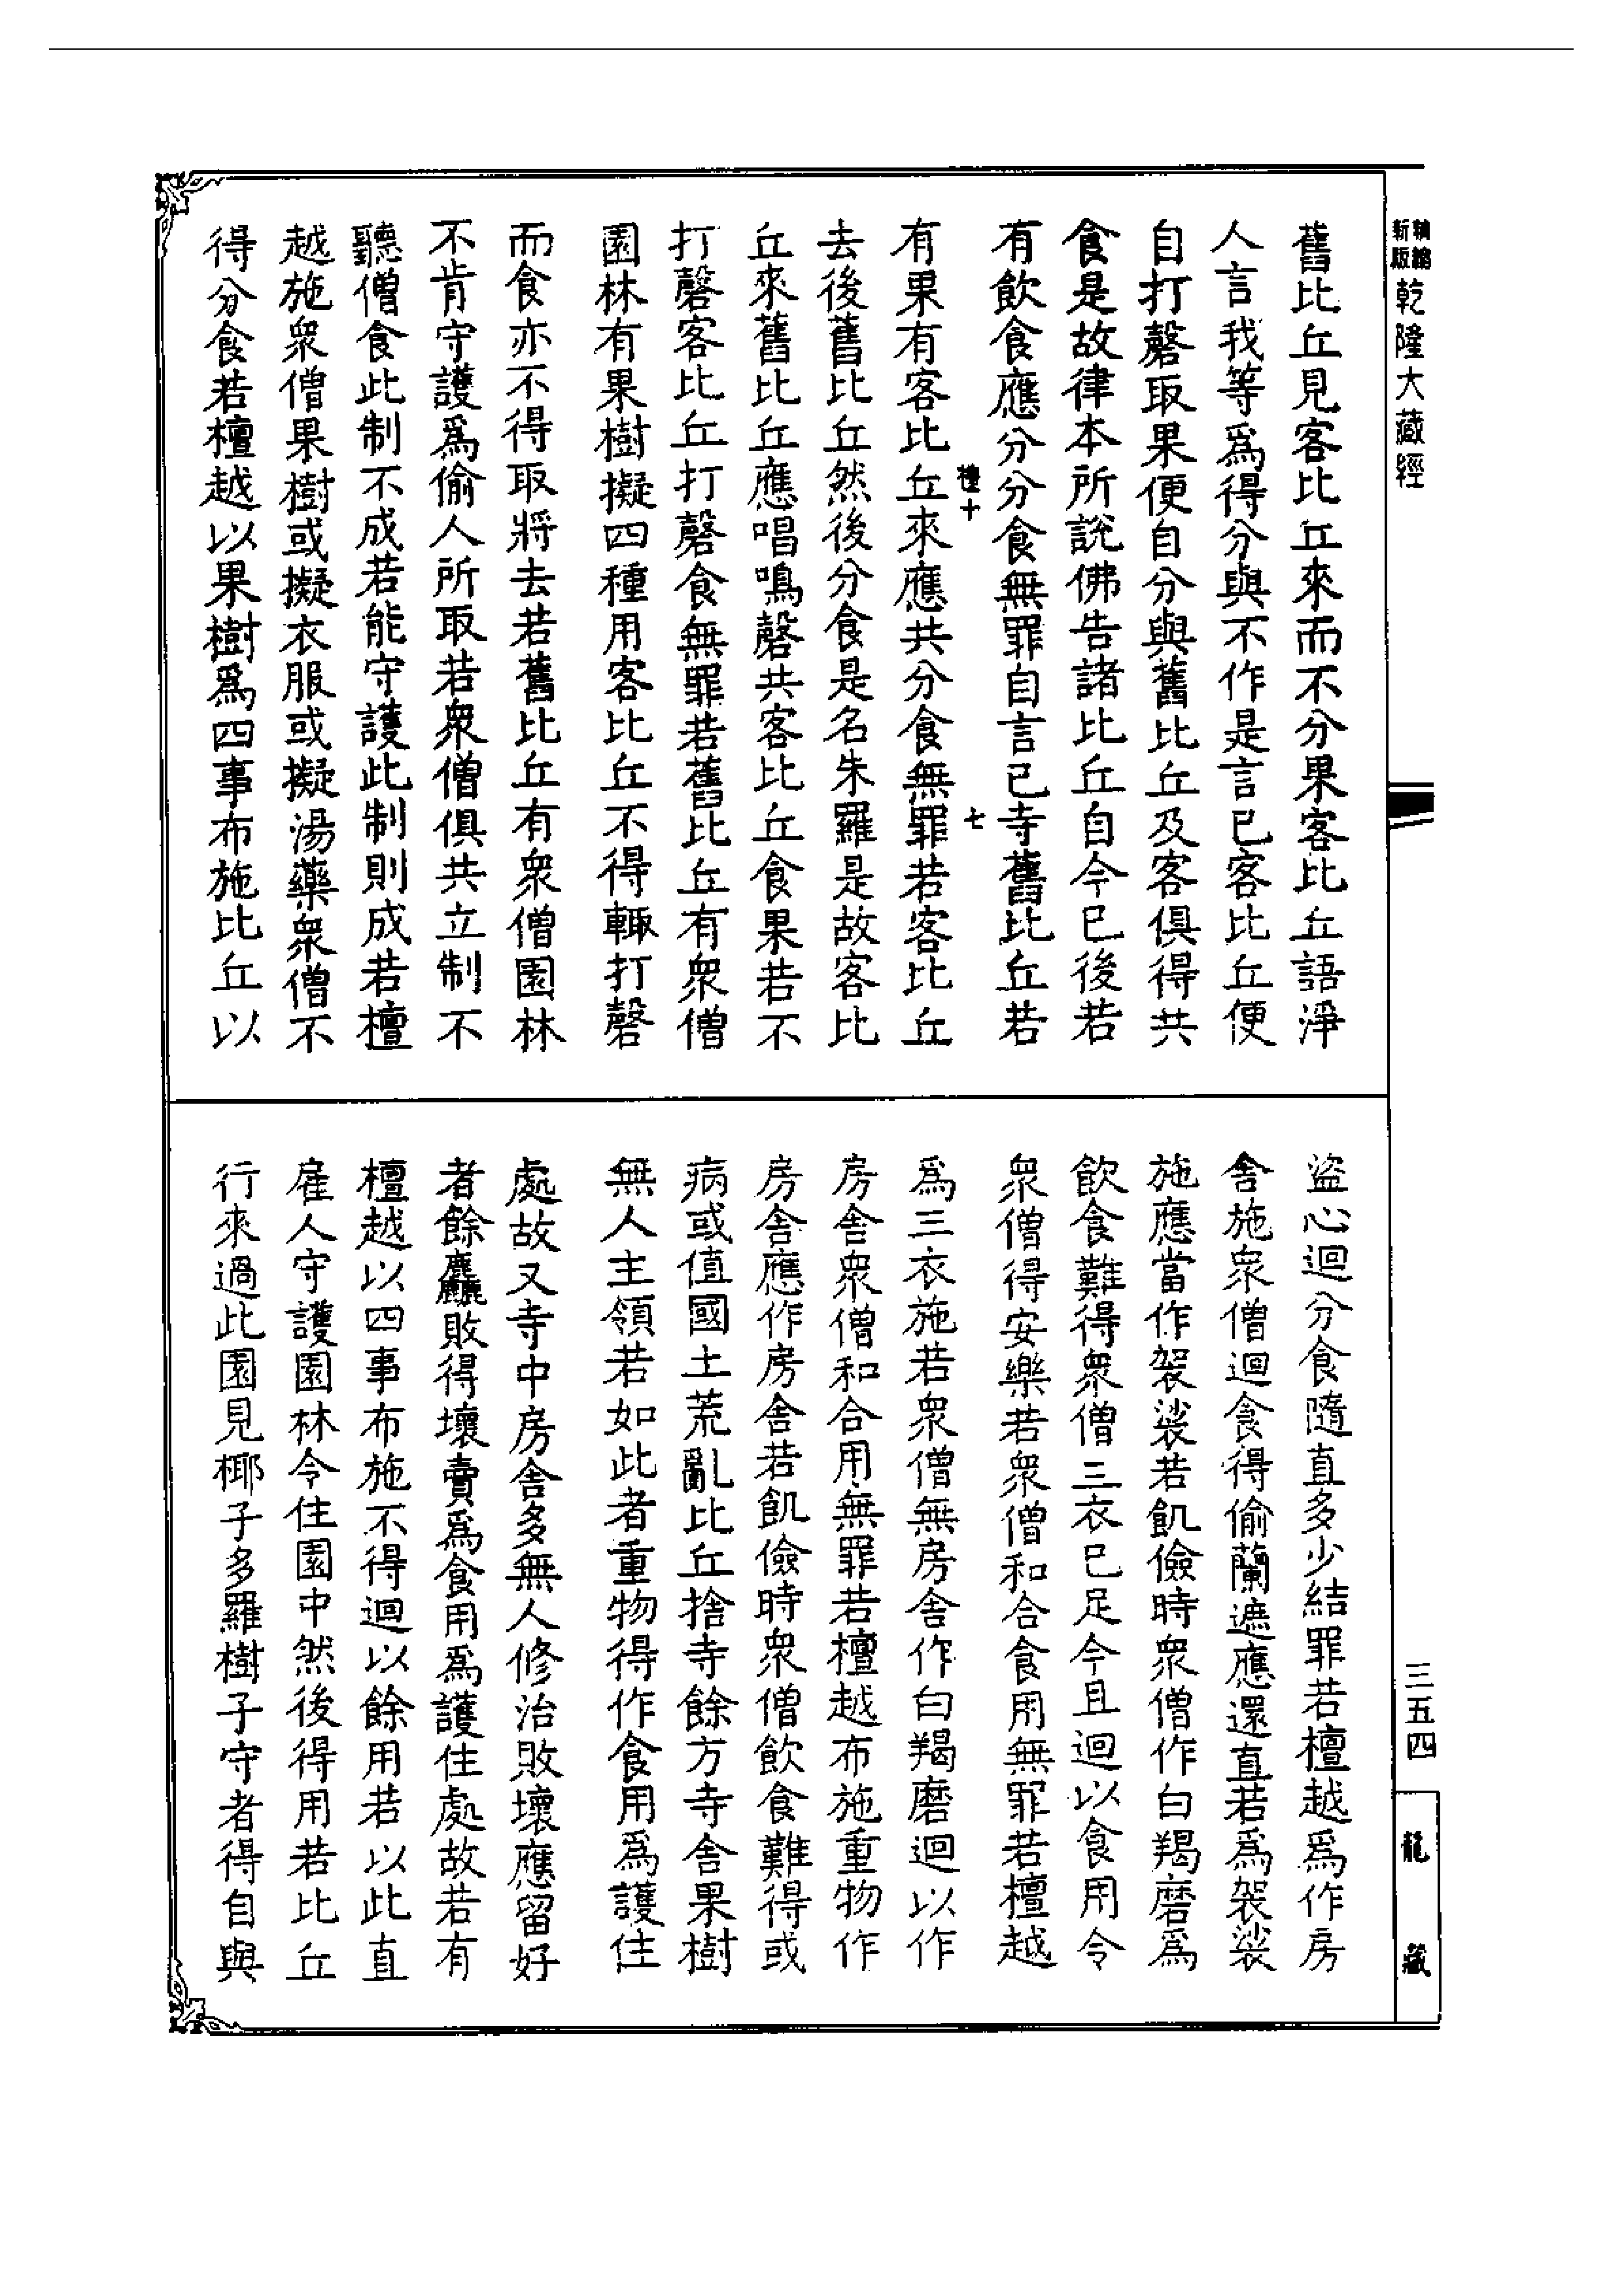 新版精縮
乾隆大藏經
舊比丘見客比丘來而不分果客比丘語淨
人言我等爲得分與不作是言已客比丘便
自打磬取果便自分與舊比丘及客俱得共
食是故律本所說佛告諸比丘自今已後若
有飲食應分分食無罪自言已寺舊比丘若
禮十
七
有果有客比丘來應共分食無罪若客比丘
去後舊比丘然後分食是名朱羅是故客比
丘來舊比丘應唱鳴磬共客比丘食果若不
打磬客比丘打磬食無罪若舊比丘有衆僧
園林有果樹擬四種用客比丘不得輙打磬
而食亦不得取將去若舊比丘有衆僧園林
不肯守護爲偷人所取若衆僧俱共立制不
聽僧食此制不成若能守護此制則成若檀
越施衆僧果樹或擬衣服或擬湯藥衆僧不
得分食若檀越以果樹爲四事布施比丘以
盜心迴分食隨直多少結罪若檀越爲作房
舍施衆僧迴食得偷蘭遮應還直若爲袈裟
施應當作袈裟若飢儉時衆僧作白羯磨爲
飲食難得衆僧三衣已足今且迴以食用令
衆僧得安樂若衆僧和合食用無罪若檀越
爲三衣施若衆僧無房舍作白羯磨迴以作
房舍衆僧和合用無罪若檀越布施重物作
房舍應作房舍若飢儉時衆僧飲食難得或
病或值國土荒亂比丘捨寺餘方寺舍果樹
無人主領若如此者重物得作食用爲護住
處故又寺中房舍多無人修治敗壞應留好
者餘麤敗得壞賣爲食用爲護住處故若有
檀越以四事布施不得迴以餘用若以此直
雇人守護園林令住園中然後得用若比丘
行來過此園見椰子多羅樹子守者得自與
三五四
龍藏